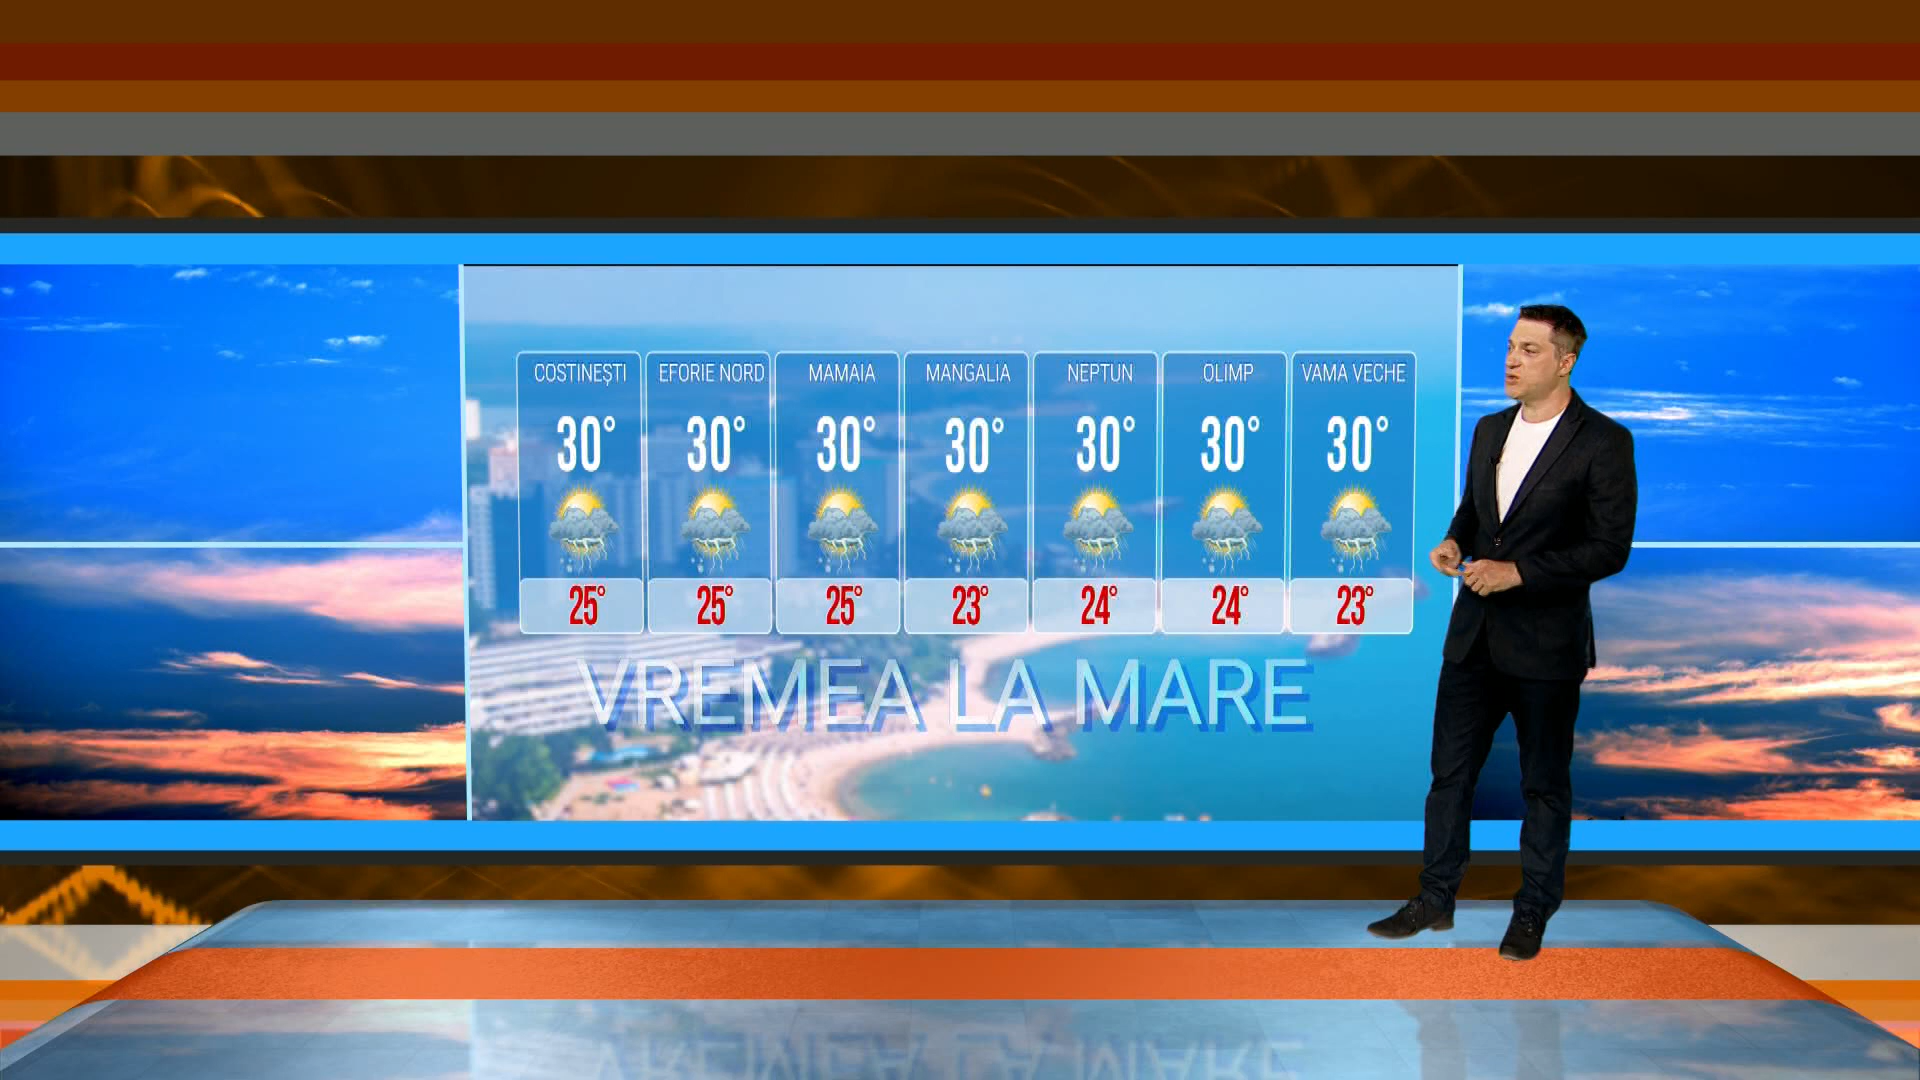 COSTINEȘTI EFORIE NORD MAMAIA MANGALIA NEPTUN OLIMP VAMA VECHE
30° 30° 30° 30° 30° 30° 30°
25° 25° 25° 23° 24° 24° 23°
VREMEA LA MARE